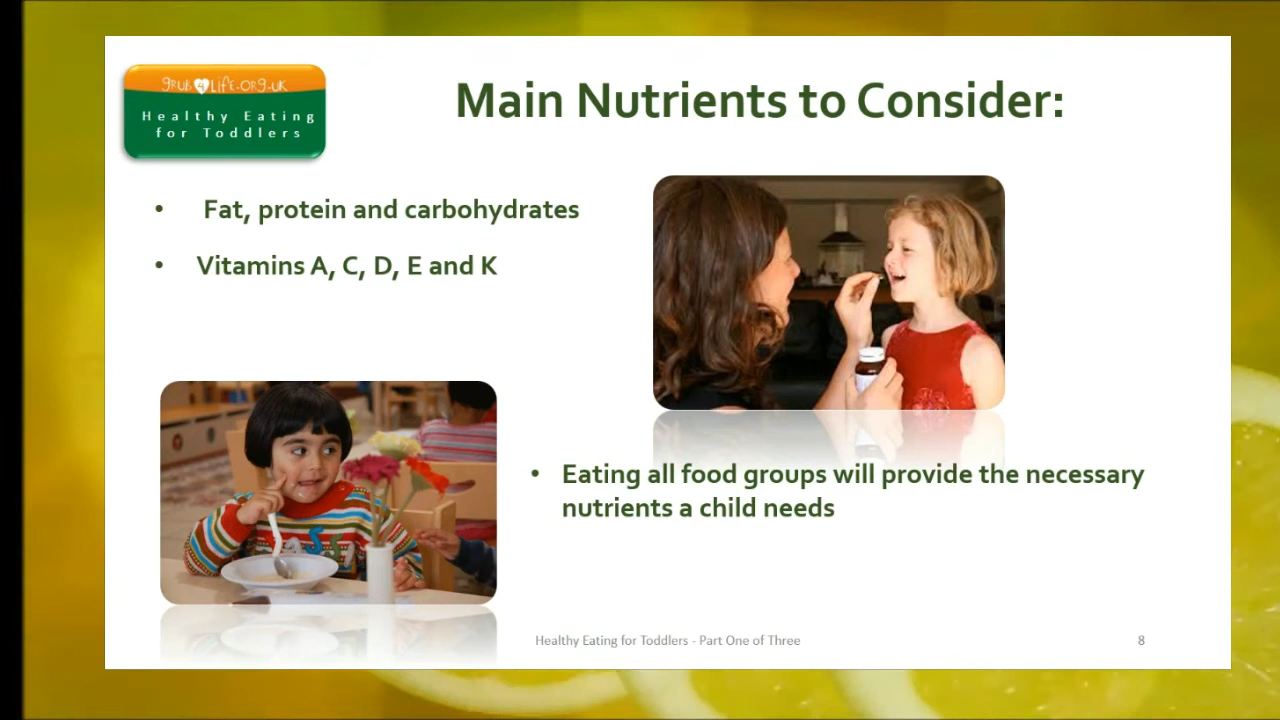 grub4Life.org.uk
Healthy Eating
for Toddlers
Main Nutrients to Consider:
• Fat, protein and carbohydrates
• Vitamins A, C, D, E and K
• Eating all food groups will provide the necessary
nutrients a child needs
Healthy Eating for Toddlers - Part One of Three
8